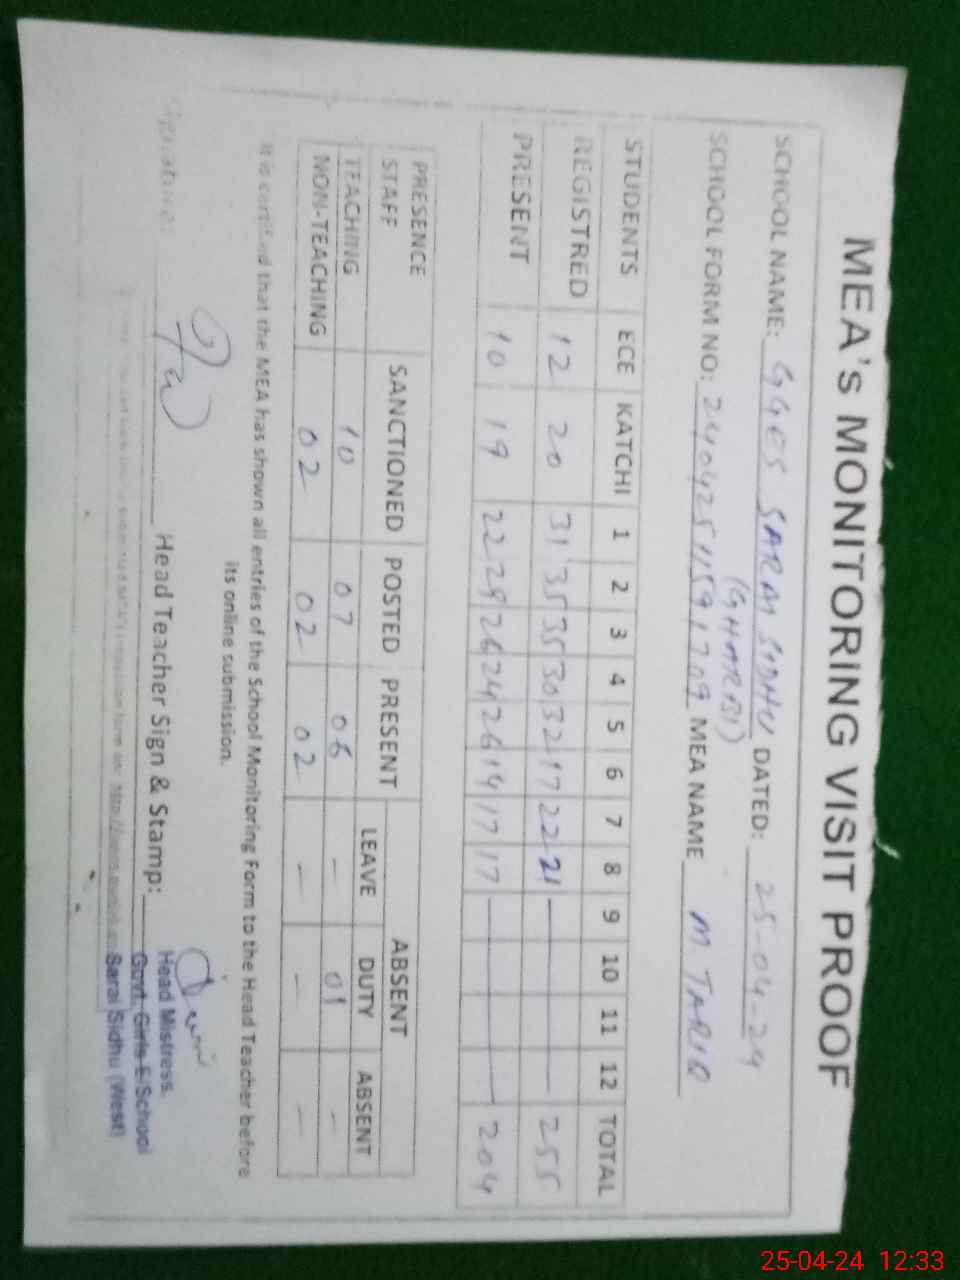 MEA's MONITORING VISIT PROOF
SCHOOL NAME: GGES SARAI SIDHU DATED: 25-04-24
(GHARBI)
SCHOOL FORM NO: 24042511591709 MEA NAME M TARIQ
STUDENTS ECE KATCHI 1 2 3 4 5 6 7 8 9 10 11 12 TOTAL
REGISTRED 12 20 31 35 35 30 32 17 22 21 — — 255
PRESENT 10 19 22 29 26 24 26 14 17 17 — — 204
PRESENCE SANCTIONED POSTED PRESENT ABSENT
STAFF LEAVE DUTY ABSENT
TEACHING 10 07 06 — 01 —
NON-TEACHING 02 02 02 — — —
It is certified that the MEA has shown all entries of the School Monitoring Form to the Head Teacher before
its online submission.
Signature: Head Teacher Sign & Stamp:
Head Mistress.
Govt. Girls E/School
Sarai Sidhu (West)
25-04-24 12:33